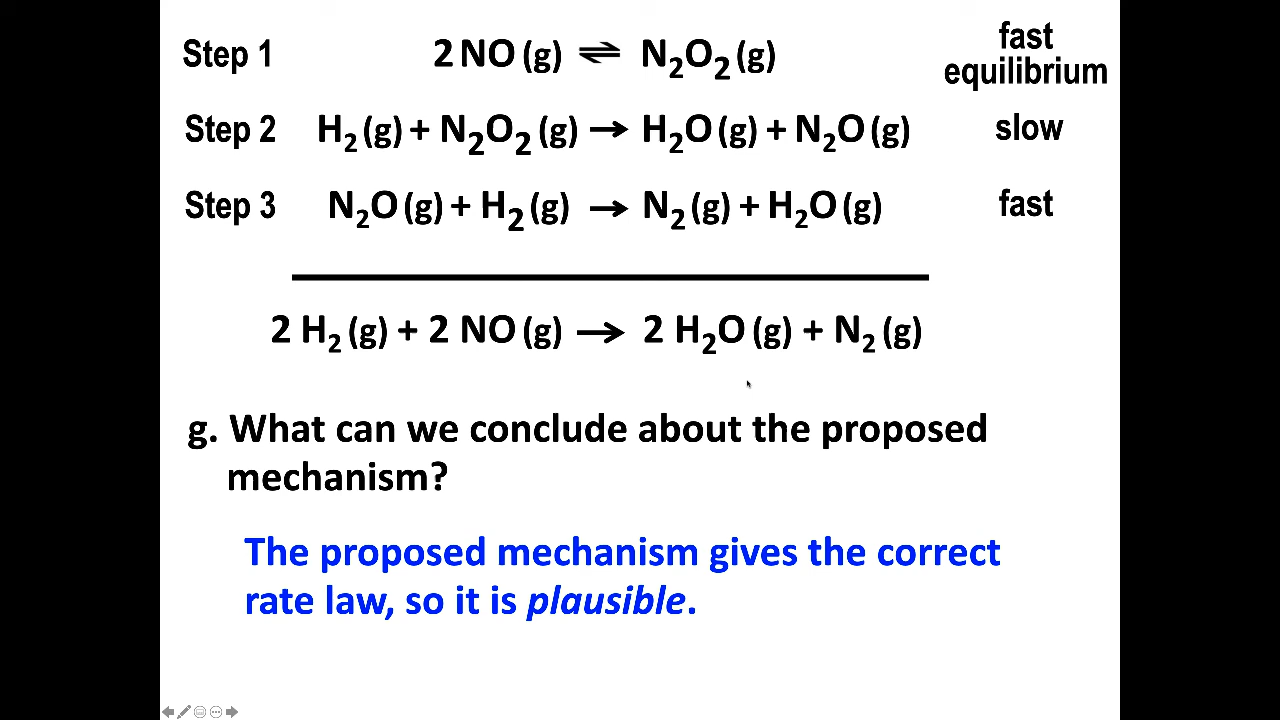 Step 1 2 NO (g) ⇌ N₂O₂ (g) fast equilibrium
Step 2 H₂ (g) + N₂O₂ (g) → H₂O (g) + N₂O (g) slow
Step 3 N₂O (g) + H₂ (g) → N₂ (g) + H₂O (g) fast
2 H₂ (g) + 2 NO (g) → 2 H₂O (g) + N₂ (g)
g. What can we conclude about the proposed
mechanism?
The proposed mechanism gives the correct
rate law, so it is plausible.